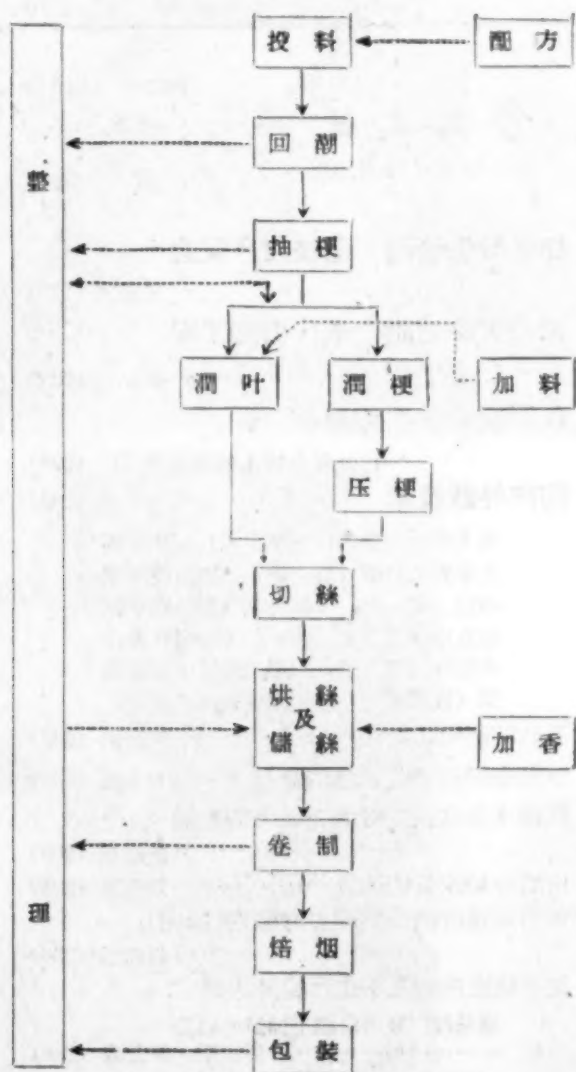 投料
配方
回潮
整
抽梗
潤叶
潤梗
加料
压梗
切絲
烘絲
及
儲絲
加香
卷制
理
焙烟
包裝